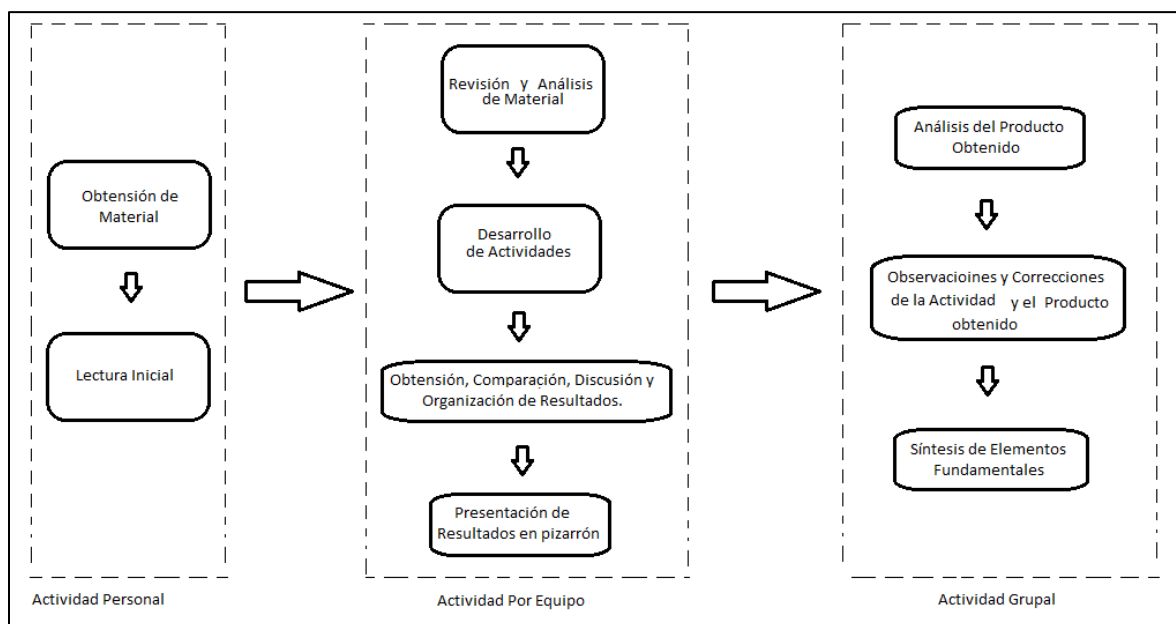 Obtensión de
Material
Lectura Inicial
Actividad Personal
Revisión y Análisis
de Material
Desarrollo
de Actividades
Obtensión, Comparación, Discusión y
Organización de Resultados.
Presentación de
Resultados en pizarrón
Actividad Por Equipo
Análisis del Producto
Obtenido
Observacioines y Correcciones
de la Actividad y el Producto
obtenido
Síntesis de Elementos
Fundamentales
Actividad Grupal